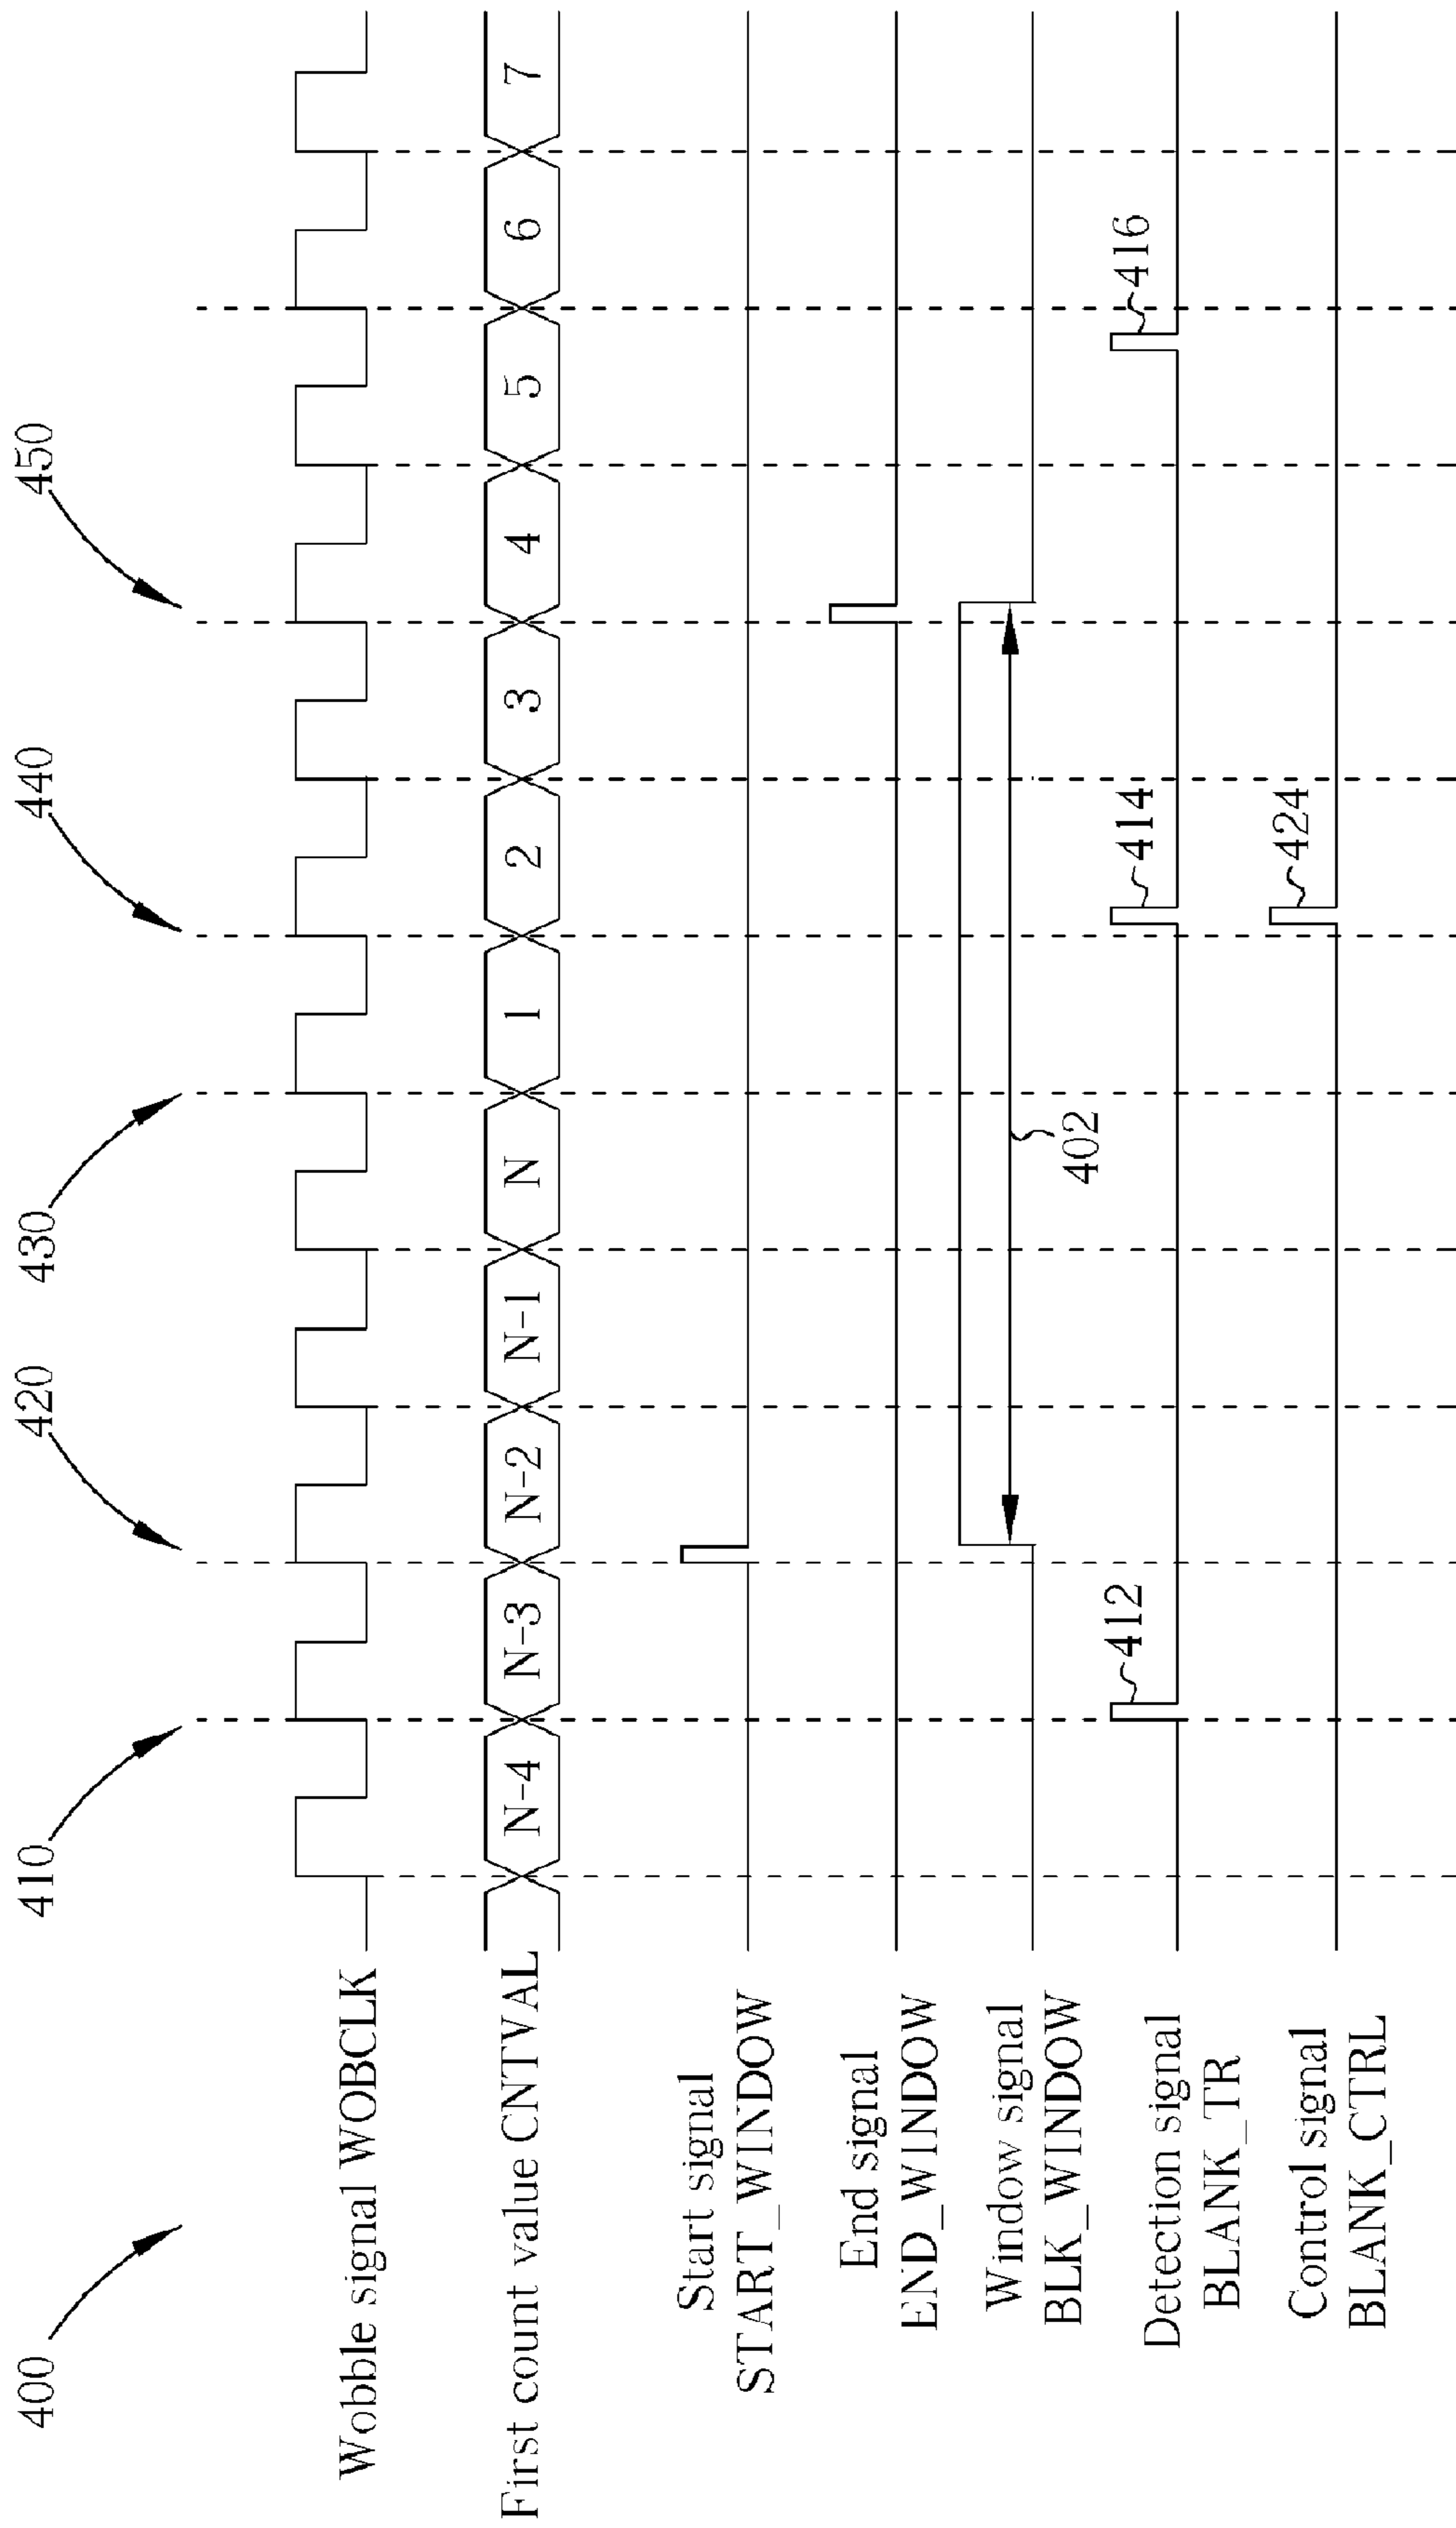 400
410
420
430
440
450
Wobble signal WOBCLK
First count value CNTVAL
N-4
N-3
N-2
N-1
N
1
2
3
4
5
6
7
Start signal
START_WINDOW
End signal
END_WINDOW
Window signal
BLK_WINDOW
402
Detection signal
BLANK_TR
412
414
416
Control signal
BLANK_CTRL
424